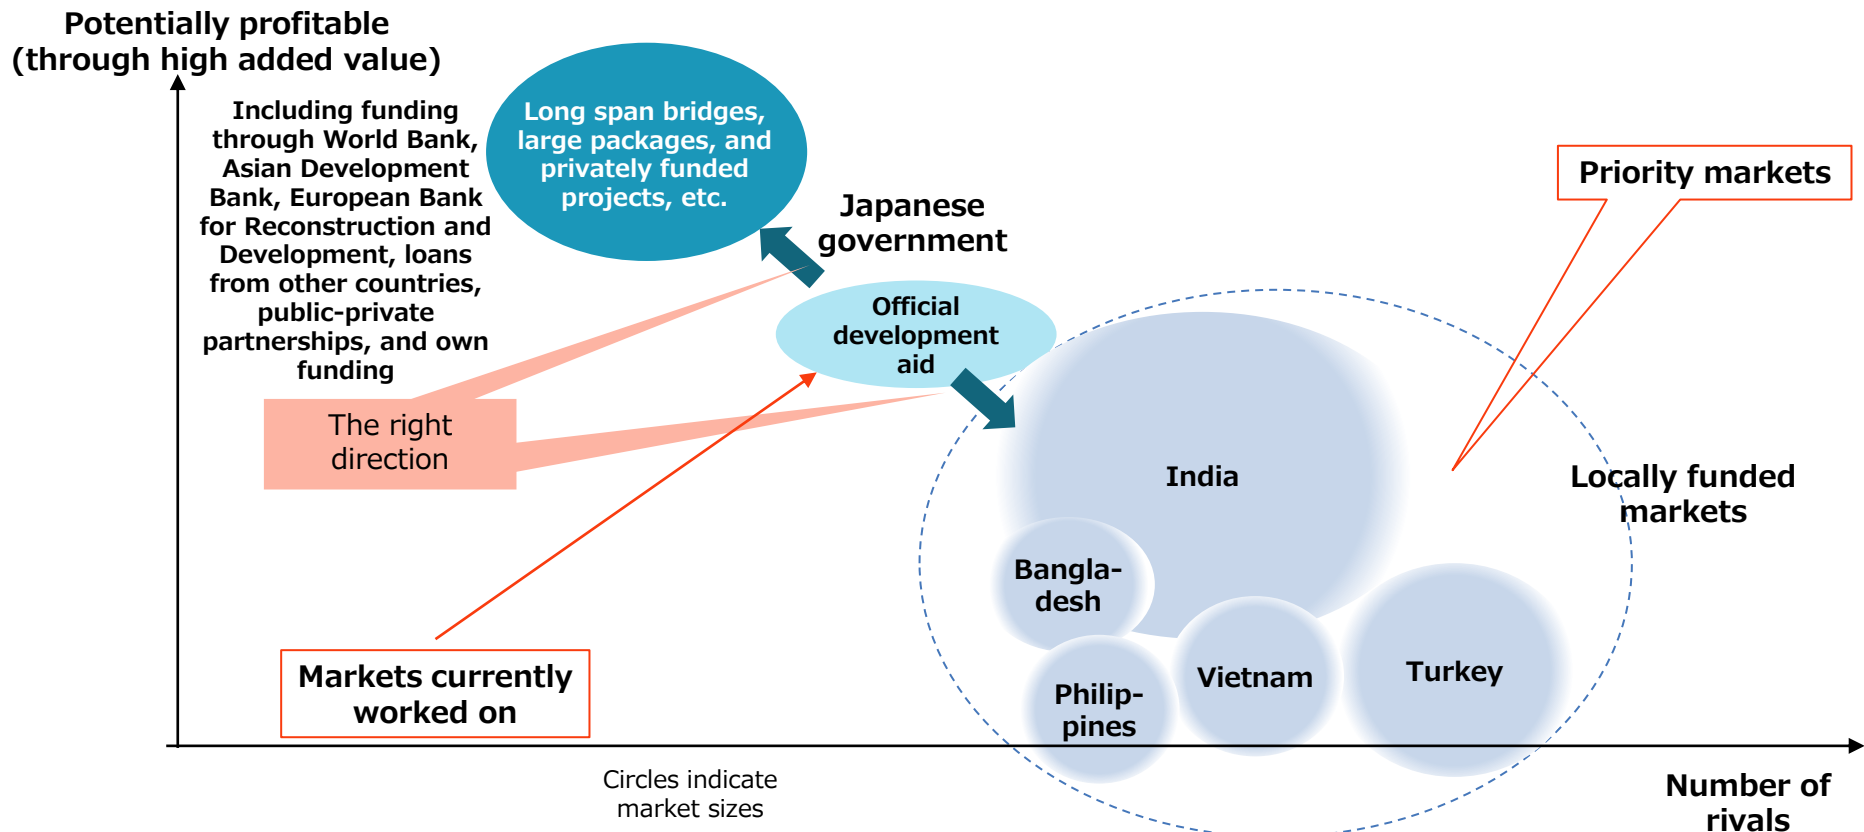 Potentially profitable
(through high added value)
Including funding
through World Bank,
Asian Development
Bank, European Bank
for Reconstruction and
Development, loans
from other countries,
public-private
partnerships, and own
funding
Long span bridges,
large packages, and
privately funded
projects, etc.
Japanese
government
Priority markets
Official
development
aid
The right
direction
India
Locally funded
markets
Bangla-
desh
Markets currently
worked on
Philip-
pines
Vietnam
Turkey
Circles indicate
market sizes
Number of
rivals